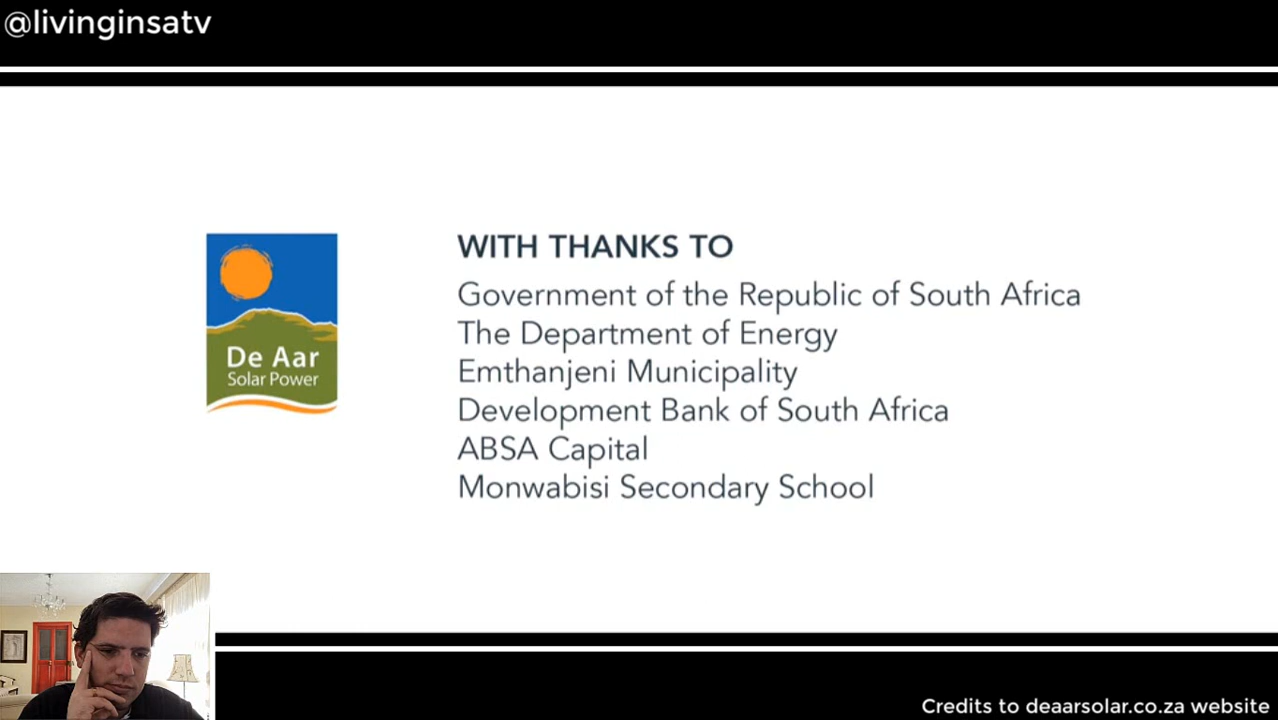 @livinginsatv
De Aar
Solar Power
WITH THANKS TO
Government of the Republic of South Africa
The Department of Energy
Emthanjeni Municipality
Development Bank of South Africa
ABSA Capital
Monwabisi Secondary School
Credits to deaarsolar.co.za website